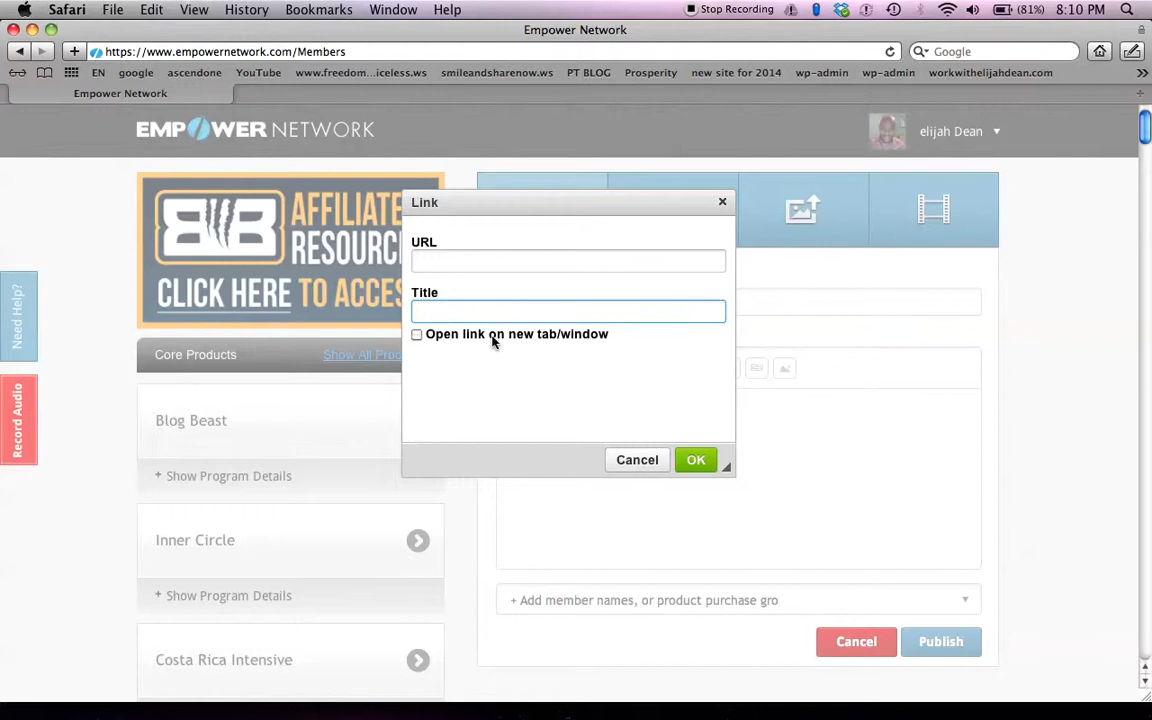 Safari File Edit View History Bookmarks Window Help Stop Recording (81%) 8:10 PM
Empower Network
https://www.empowernetwork.com/Members Google
EN google ascendone YouTube www.freedom...iceless.ws smileandsharenow.ws PT BLOG Prosperity new site for 2014 wp-admin wp-admin workwithelijahdean.com
Empower Network
EMPOWER NETWORK elijah Dean
BB AFFILIATE
RESOURC
CLICK HERE TO ACCES
Link
URL
Title
Open link on new tab/window
Cancel OK
Need Help?
Record Audio
Core Products Show All Prod
Blog Beast
+ Show Program Details
Inner Circle
+ Show Program Details
Costa Rica Intensive
+ Add member names, or product purchase gro
Cancel Publish